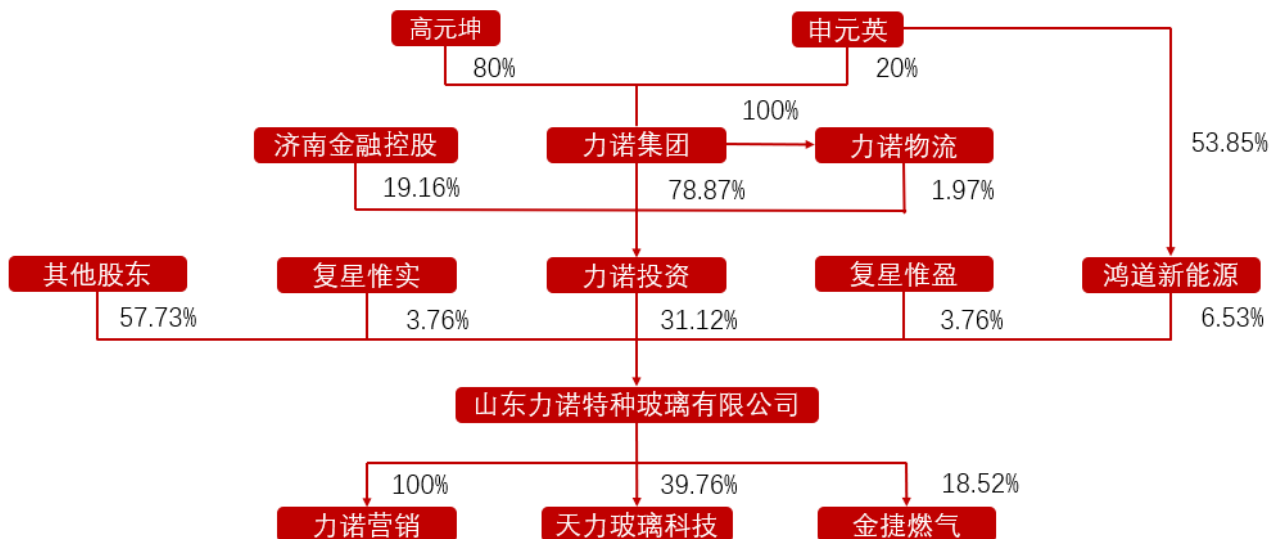 高元坤
申元英
80%
20%
100%
济南金融控股
力诺集团
力诺物流
53.85%
19.16%
78.87%
1.97%
其他股东
复星惟实
力诺投资
复星惟盈
鸿道新能源
57.73%
3.76%
31.12%
3.76%
6.53%
山东力诺特种玻璃有限公司
100%
39.76%
18.52%
力诺营销
天力玻璃科技
金捷燃气